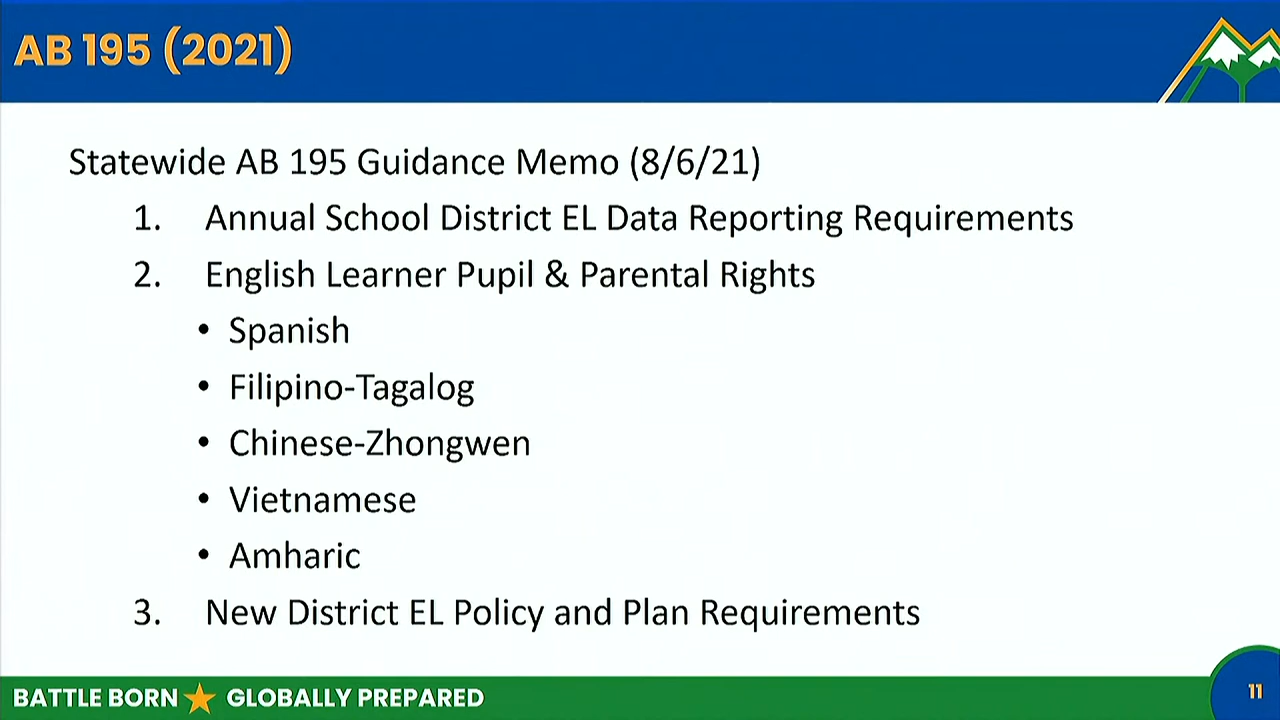 AB 195 (2021)
Statewide AB 195 Guidance Memo (8/6/21)
1. Annual School District EL Data Reporting Requirements
2. English Learner Pupil & Parental Rights
• Spanish
• Filipino-Tagalog
• Chinese-Zhongwen
• Vietnamese
• Amharic
3. New District EL Policy and Plan Requirements
BATTLE BORN ★ GLOBALLY PREPARED
11